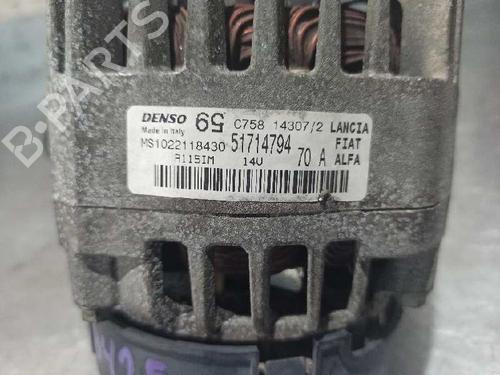 B-PARTS
DENSO 59 C758 14307/2 LANCIA
Made in Italy
MS1022118430 51714794 FIAT
A115IM 14V 70 A ALFA